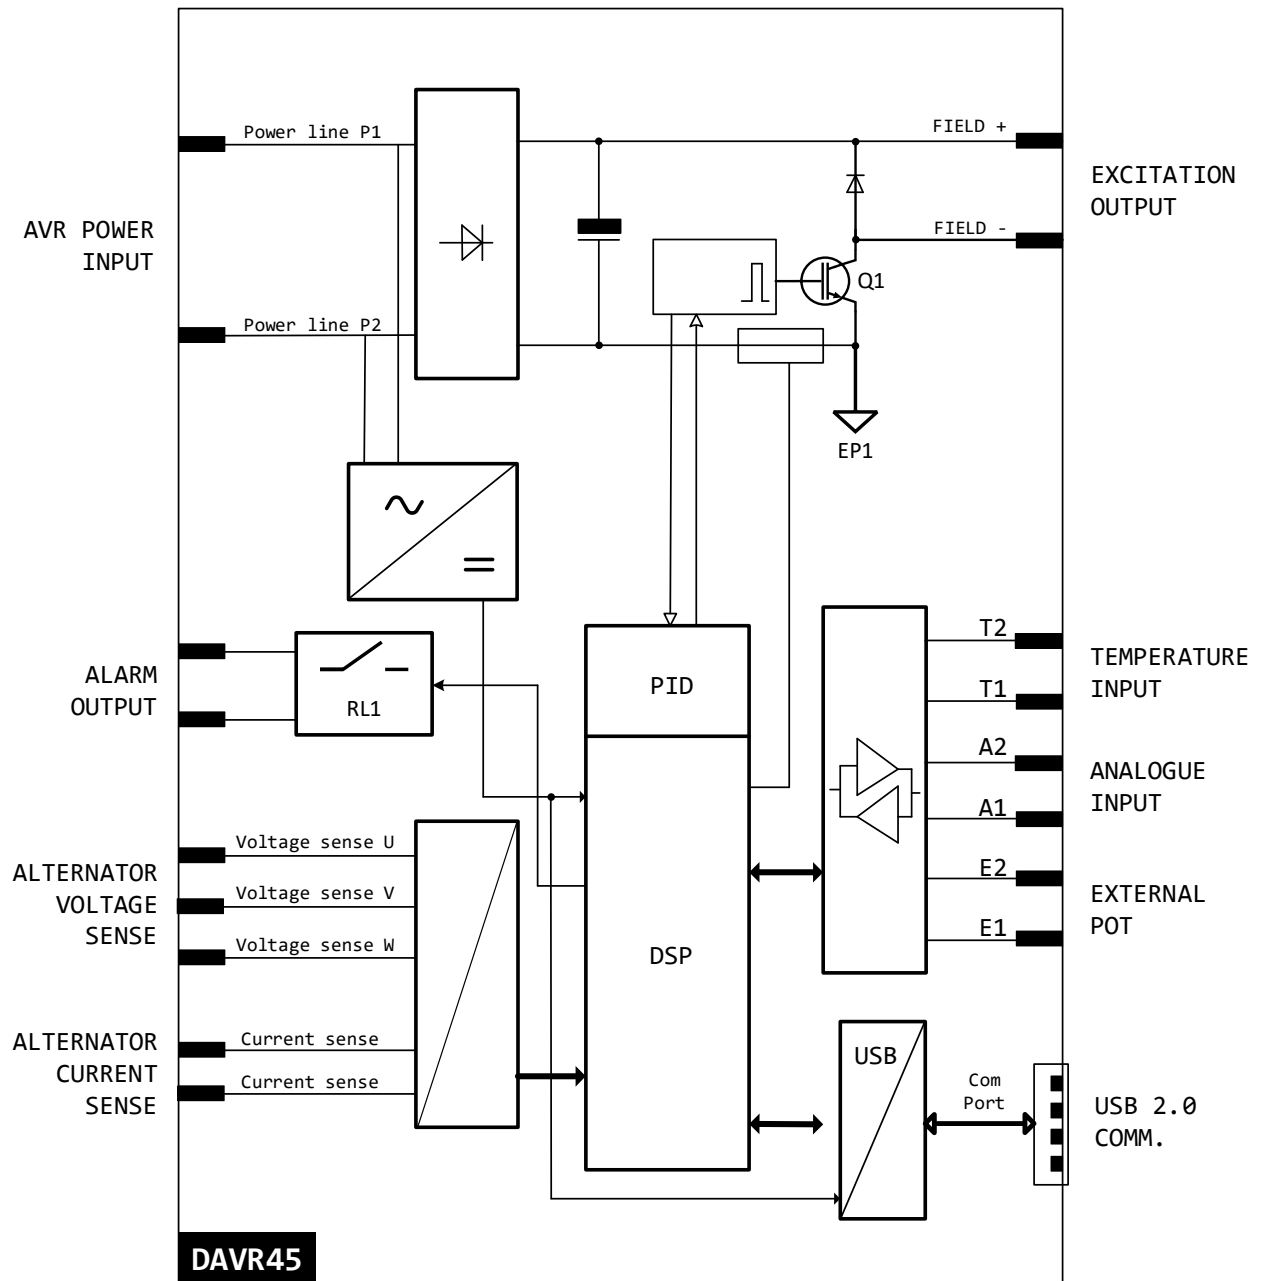 Power line P1
FIELD +
EXCITATION
OUTPUT
AVR POWER
INPUT
FIELD -
Q1
Power line P2
EP1
ALARM
OUTPUT
RL1
PID
T2
TEMPERATURE
INPUT
T1
A2
ANALOGUE
INPUT
A1
Voltage sense U
ALTERNATOR
VOLTAGE
SENSE
Voltage sense V
Voltage sense W
DSP
E2
EXTERNAL
POT
E1
Current sense
ALTERNATOR
CURRENT
SENSE
Current sense
USB
Com
Port
USB 2.0
COMM.
DAVR45